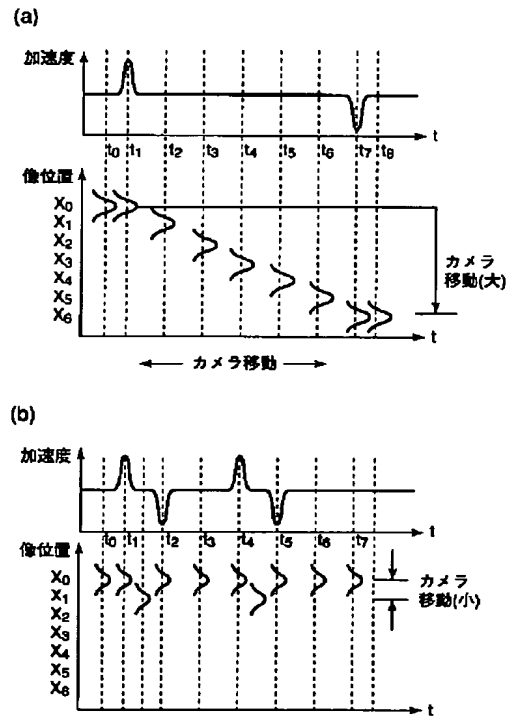 (a)
加速度
t
t₀ t₁ t₂ t₃ t₄ t₅ t₆ t₇ t₈
像位置
X₀
X₁
X₂
X₃
X₄
X₅
X₆
カメラ
移動(大)
t
カメラ移動
(b)
加速度
t
t₀ t₁ t₂ t₃ t₄ t₅ t₆ t₇
像位置
X₀
X₁
X₂
X₃
X₄
X₅
X₆
カメラ
移動(小)
t